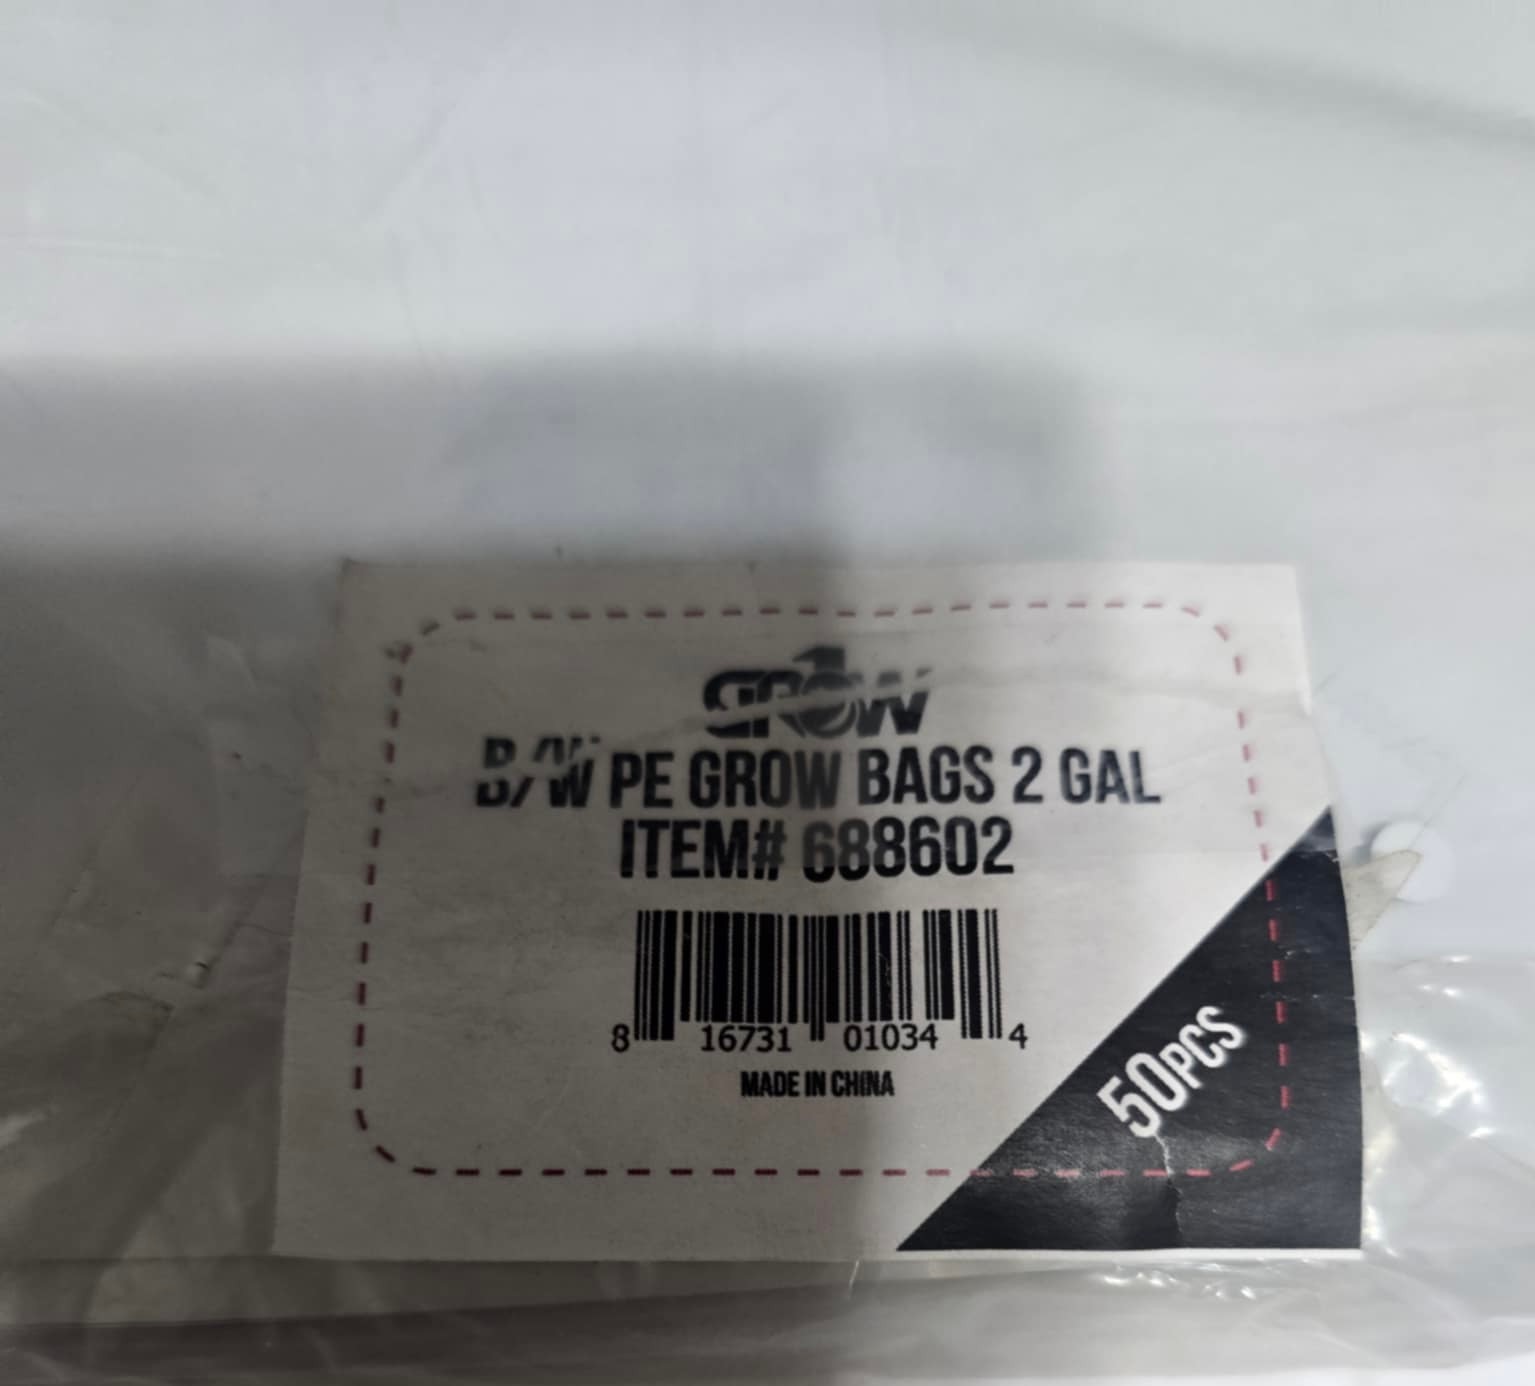 GROW
B/W PE GROW BAGS 2 GAL
ITEM# 688602
8 16731 01034 4
MADE IN CHINA
50PCS